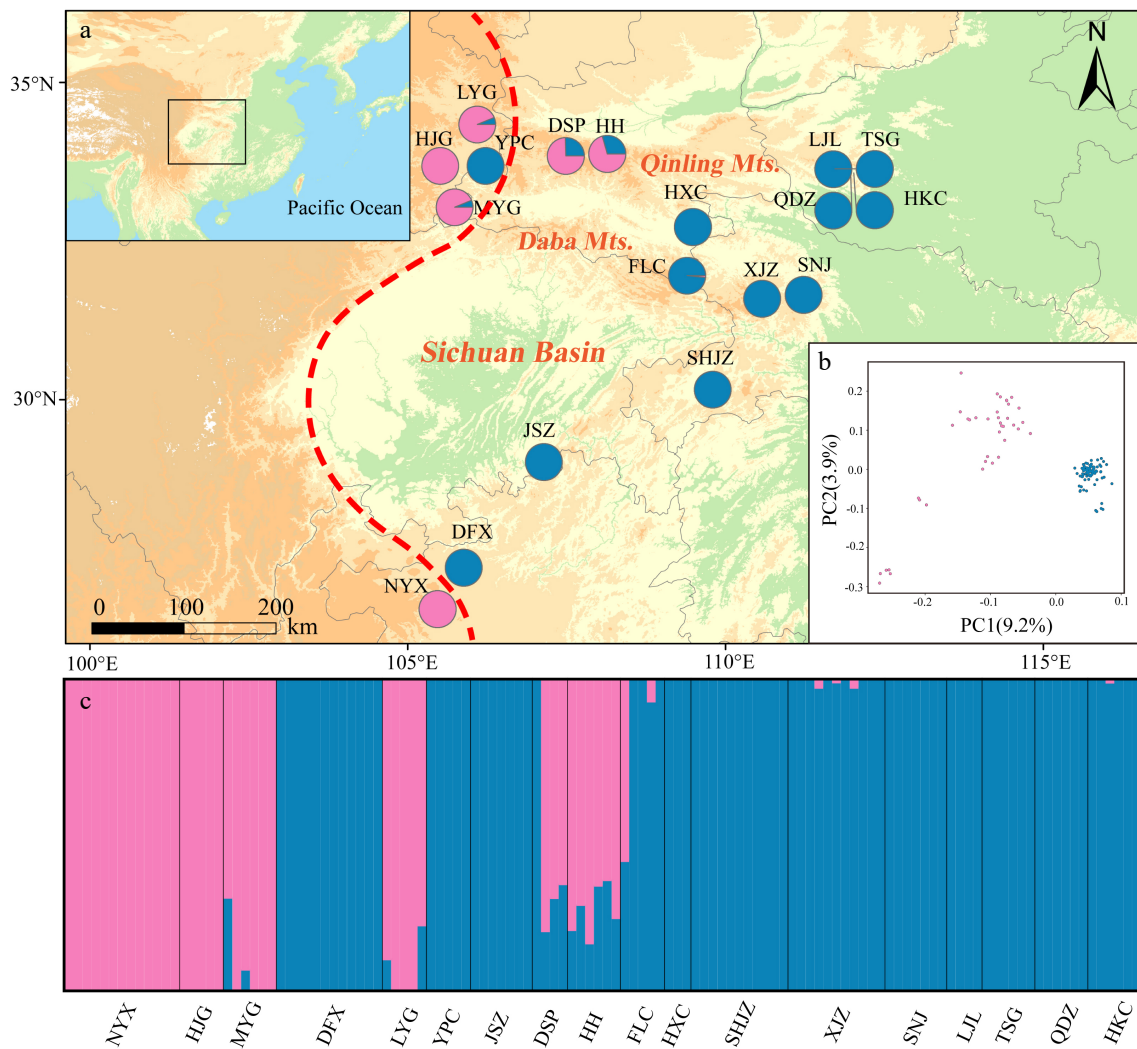 a
N
35°N
30°N
Pacific Ocean
LYG
HJG
YPC
MYG
DSP
HH
Qinling Mts.
LJL
TSG
QDZ
HKC
HXC
Daba Mts.
FLC
XJZ
SNJ
Sichuan Basin
SHJZ
JSZ
DFX
NYX
0 100 200
km
b
0.2
0.1
0.0
-0.1
-0.2
-0.3
PC2(3.9%)
-0.2 -0.1 0.0 0.1
PC1(9.2%)
100°E 105°E 110°E 115°E
c
NYX HJG MYG DFX LYG YPC JSZ DSP HH FLC HXC SHJZ XJZ SNJ LJL TSG QDZ HKC